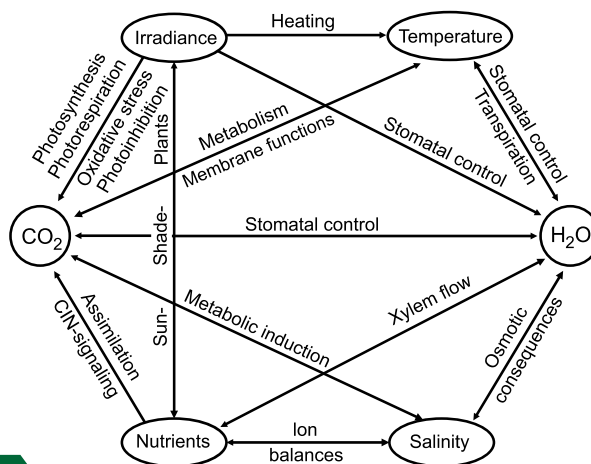 Heating
Irradiance
Temperature
Photosynthesis
Photorespiration
Oxidative stress
Photoinhibition
Plants
Shade-
Sun-
Metabolism
Membrane functions
Stomatal control
Stomatal control
Transpiration
CO2
Stomatal control
H2O
Assimilation
CIN-signaling
Metabolic induction
Xylem flow
Osmotic
consequences
Nutrients
Ion
balances
Salinity